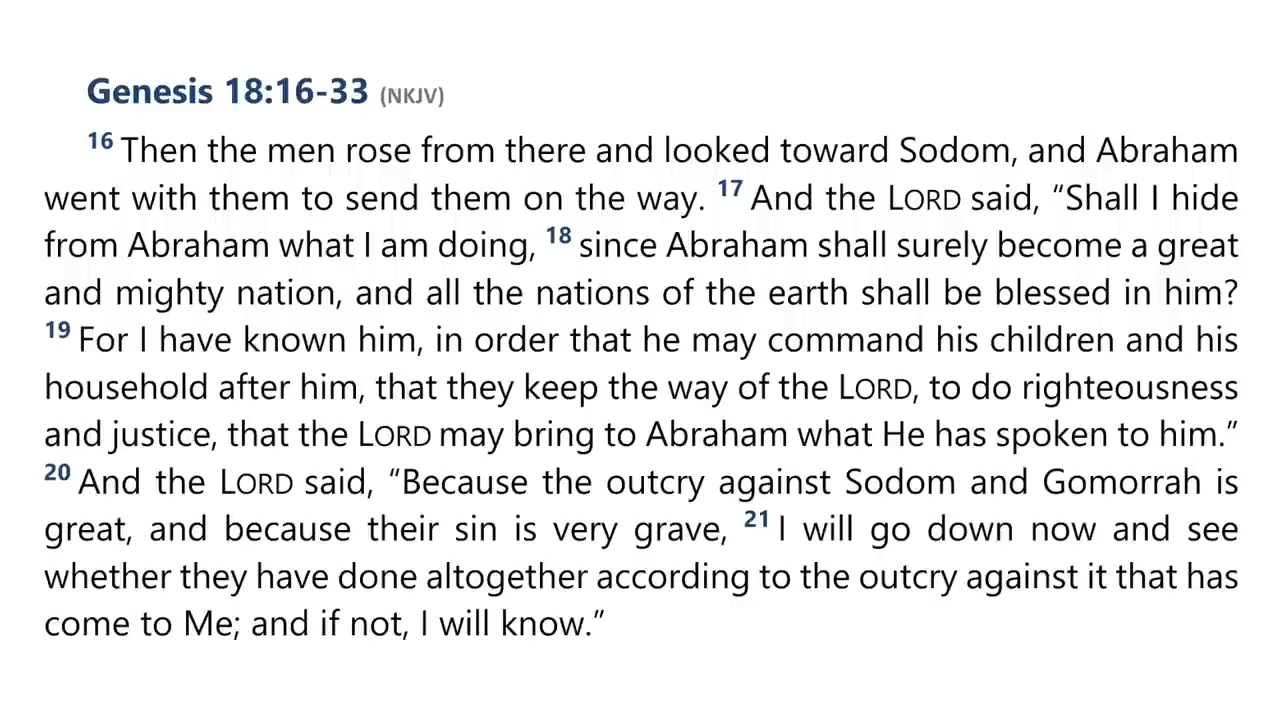 Genesis 18:16-33 (NKJV)
16 Then the men rose from there and looked toward Sodom, and Abraham
went with them to send them on the way. 17 And the LORD said, “Shall I hide
from Abraham what I am doing, 18 since Abraham shall surely become a great
and mighty nation, and all the nations of the earth shall be blessed in him?
19 For I have known him, in order that he may command his children and his
household after him, that they keep the way of the LORD, to do righteousness
and justice, that the LORD may bring to Abraham what He has spoken to him.”
20 And the LORD said, “Because the outcry against Sodom and Gomorrah is
great, and because their sin is very grave, 21 I will go down now and see
whether they have done altogether according to the outcry against it that has
come to Me; and if not, I will know.”